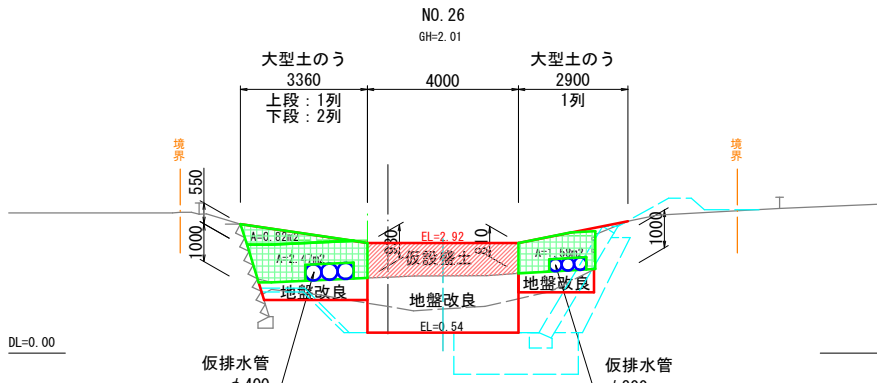 NO. 26
GH=2.01
大型土のう
3360
上段：1列
下段：2列
4000
大型土のう
2900
1列
境界
境界
550
1000
1000
A=0.82m2
A=2.47m2
EL=2.92
仮設盛土
地盤改良
地盤改良
地盤改良
EL=0.54
DL=0.00
仮排水管
仮排水管